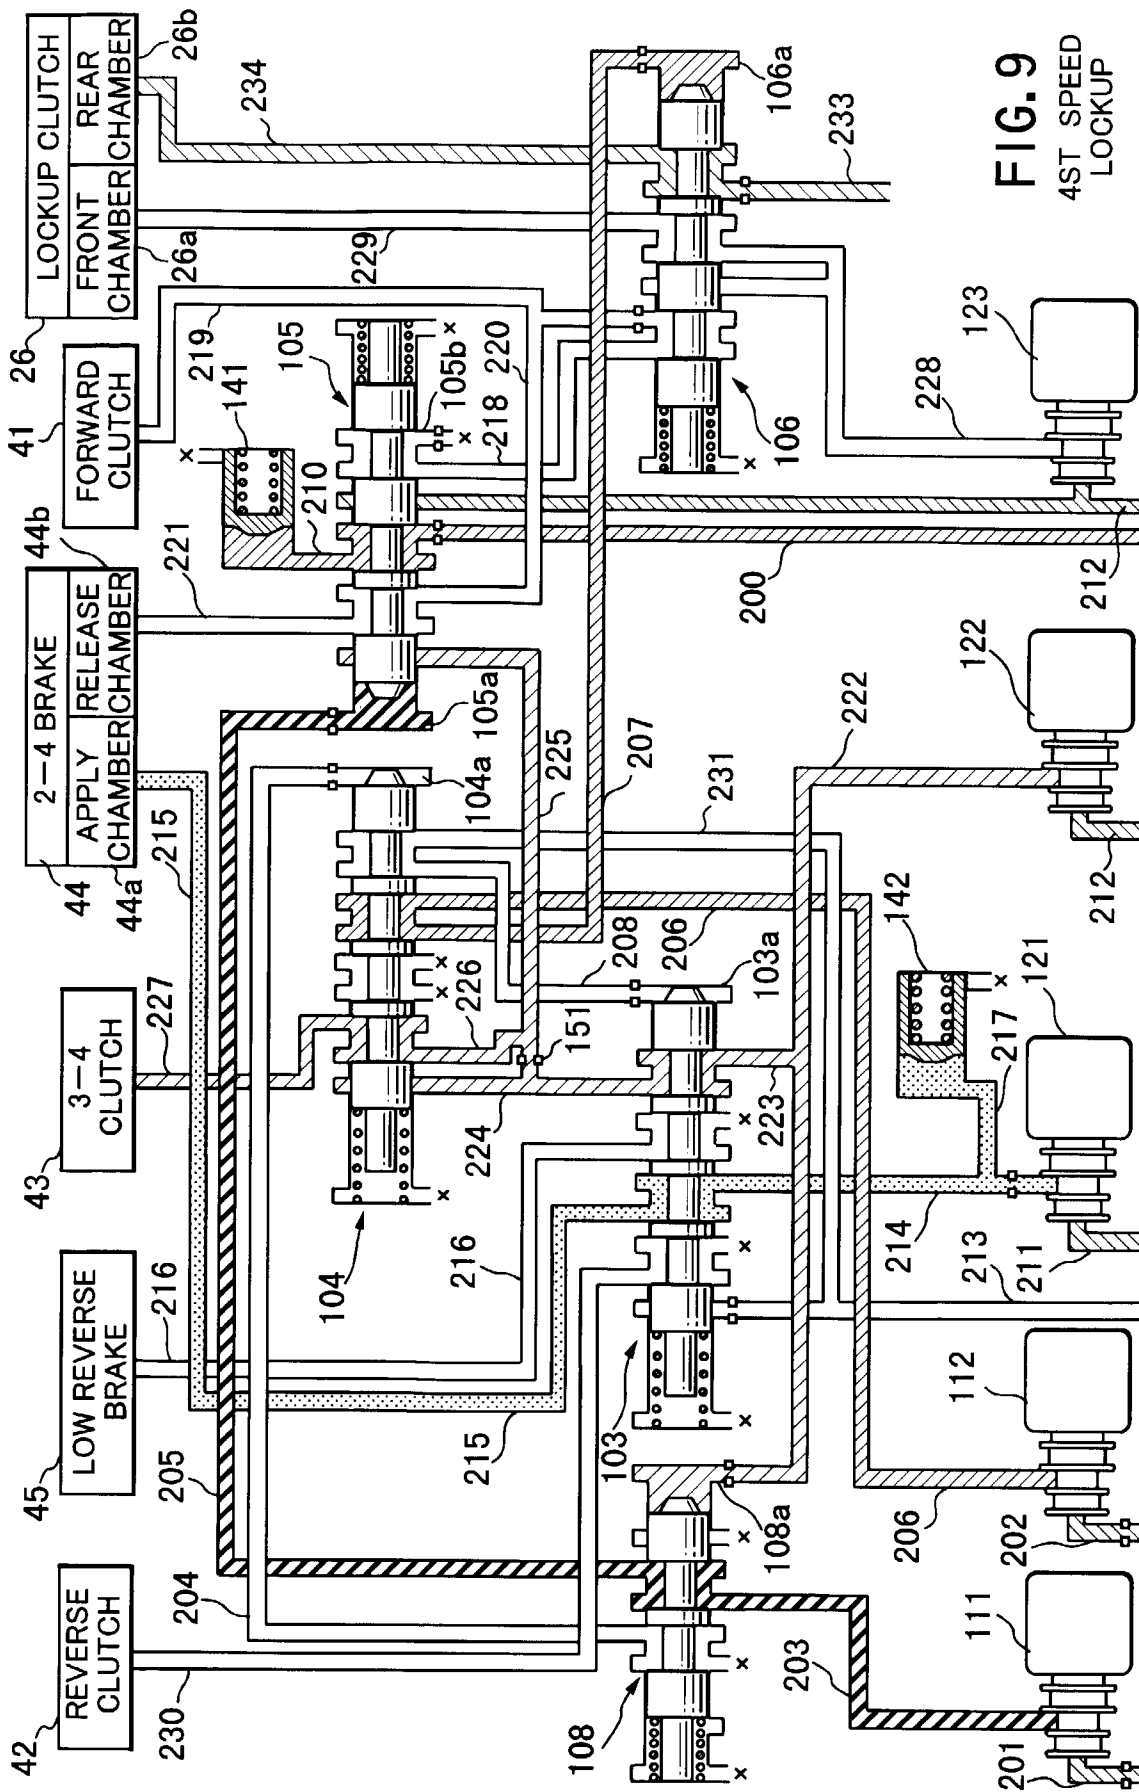 FIG. 9
4ST SPEED
LOCKUP
42
REVERSE
CLUTCH
45
LOW REVERSE
BRAKE
43
3–4
CLUTCH
44
2–4 BRAKE
APPLY
CHAMBER
RELEASE
CHAMBER
44a
44b
41
FORWARD
CLUTCH
26
LOCKUP CLUTCH
FRONT
CHAMBER
REAR
CHAMBER
26a
26b
230
204
205
216
215
227
215
221
210
141
219
229
234
105
105b
×
×
×
218
220
105a
104a
104
×
×
×
226
224
151
225
207
231
208
206
103a
223
222
216
215
103
×
×
×
108
108a
×
×
×
106a
106
×
233
203
206
214
217
142
×
213
211
121
200
212
122
212
228
123
201
111
202
112